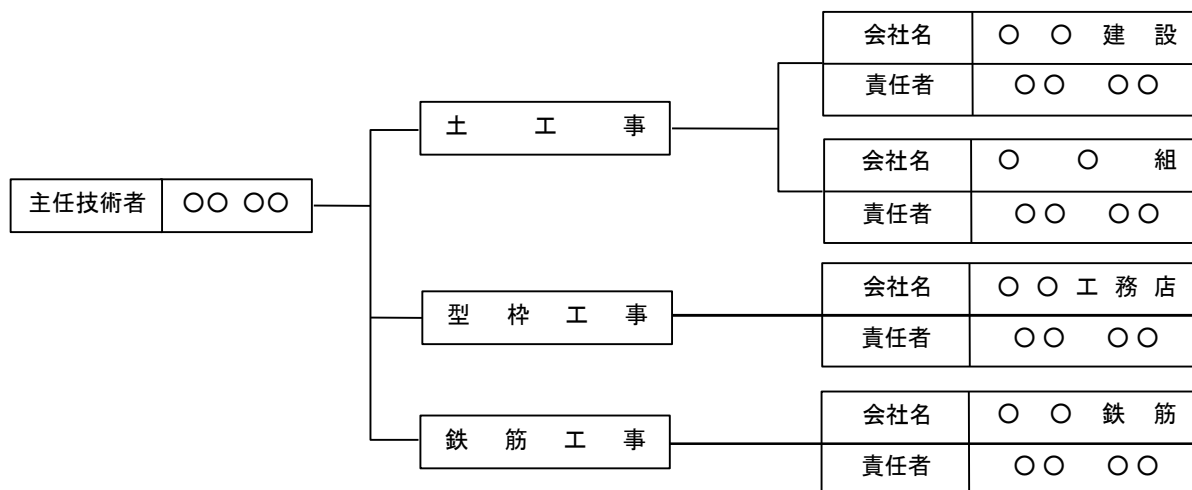 会社名 ○ ○ 建 設
責任者 ○○ ○○
土 工 事
会社名 ○ ○ 組
責任者 ○○ ○○
主任技術者 ○○ ○○
会社名 ○ ○ 工 務 店
型 枠 工 事
責任者 ○○ ○○
会社名 ○ ○ 鉄 筋
鉄 筋 工 事
責任者 ○○ ○○